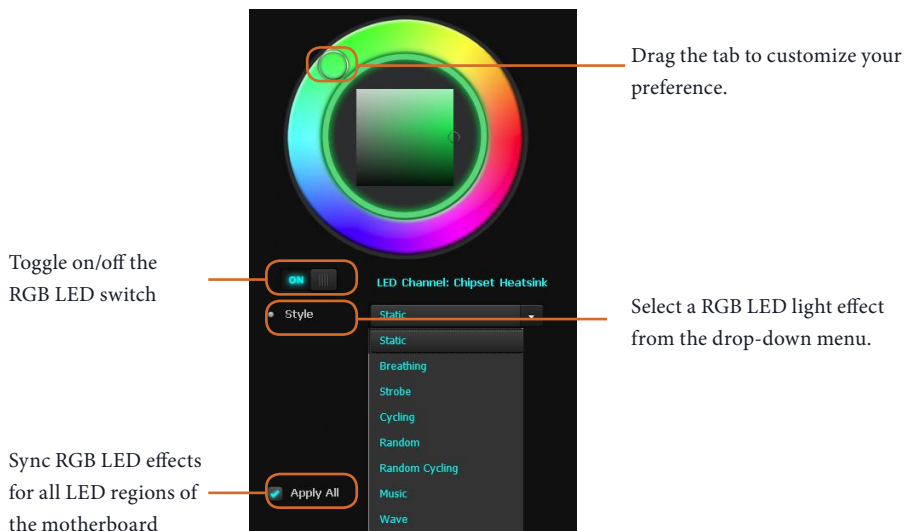 Drag the tab to customize your
preference.
Toggle on/off the
RGB LED switch
ON
LED Channel: Chipset Heatsink
Style
Static
Select a RGB LED light effect
from the drop-down menu.
Static
Breathing
Strobe
Cycling
Random
Random Cycling
Music
Wave
Sync RGB LED effects
for all LED regions of
the motherboard
Apply All